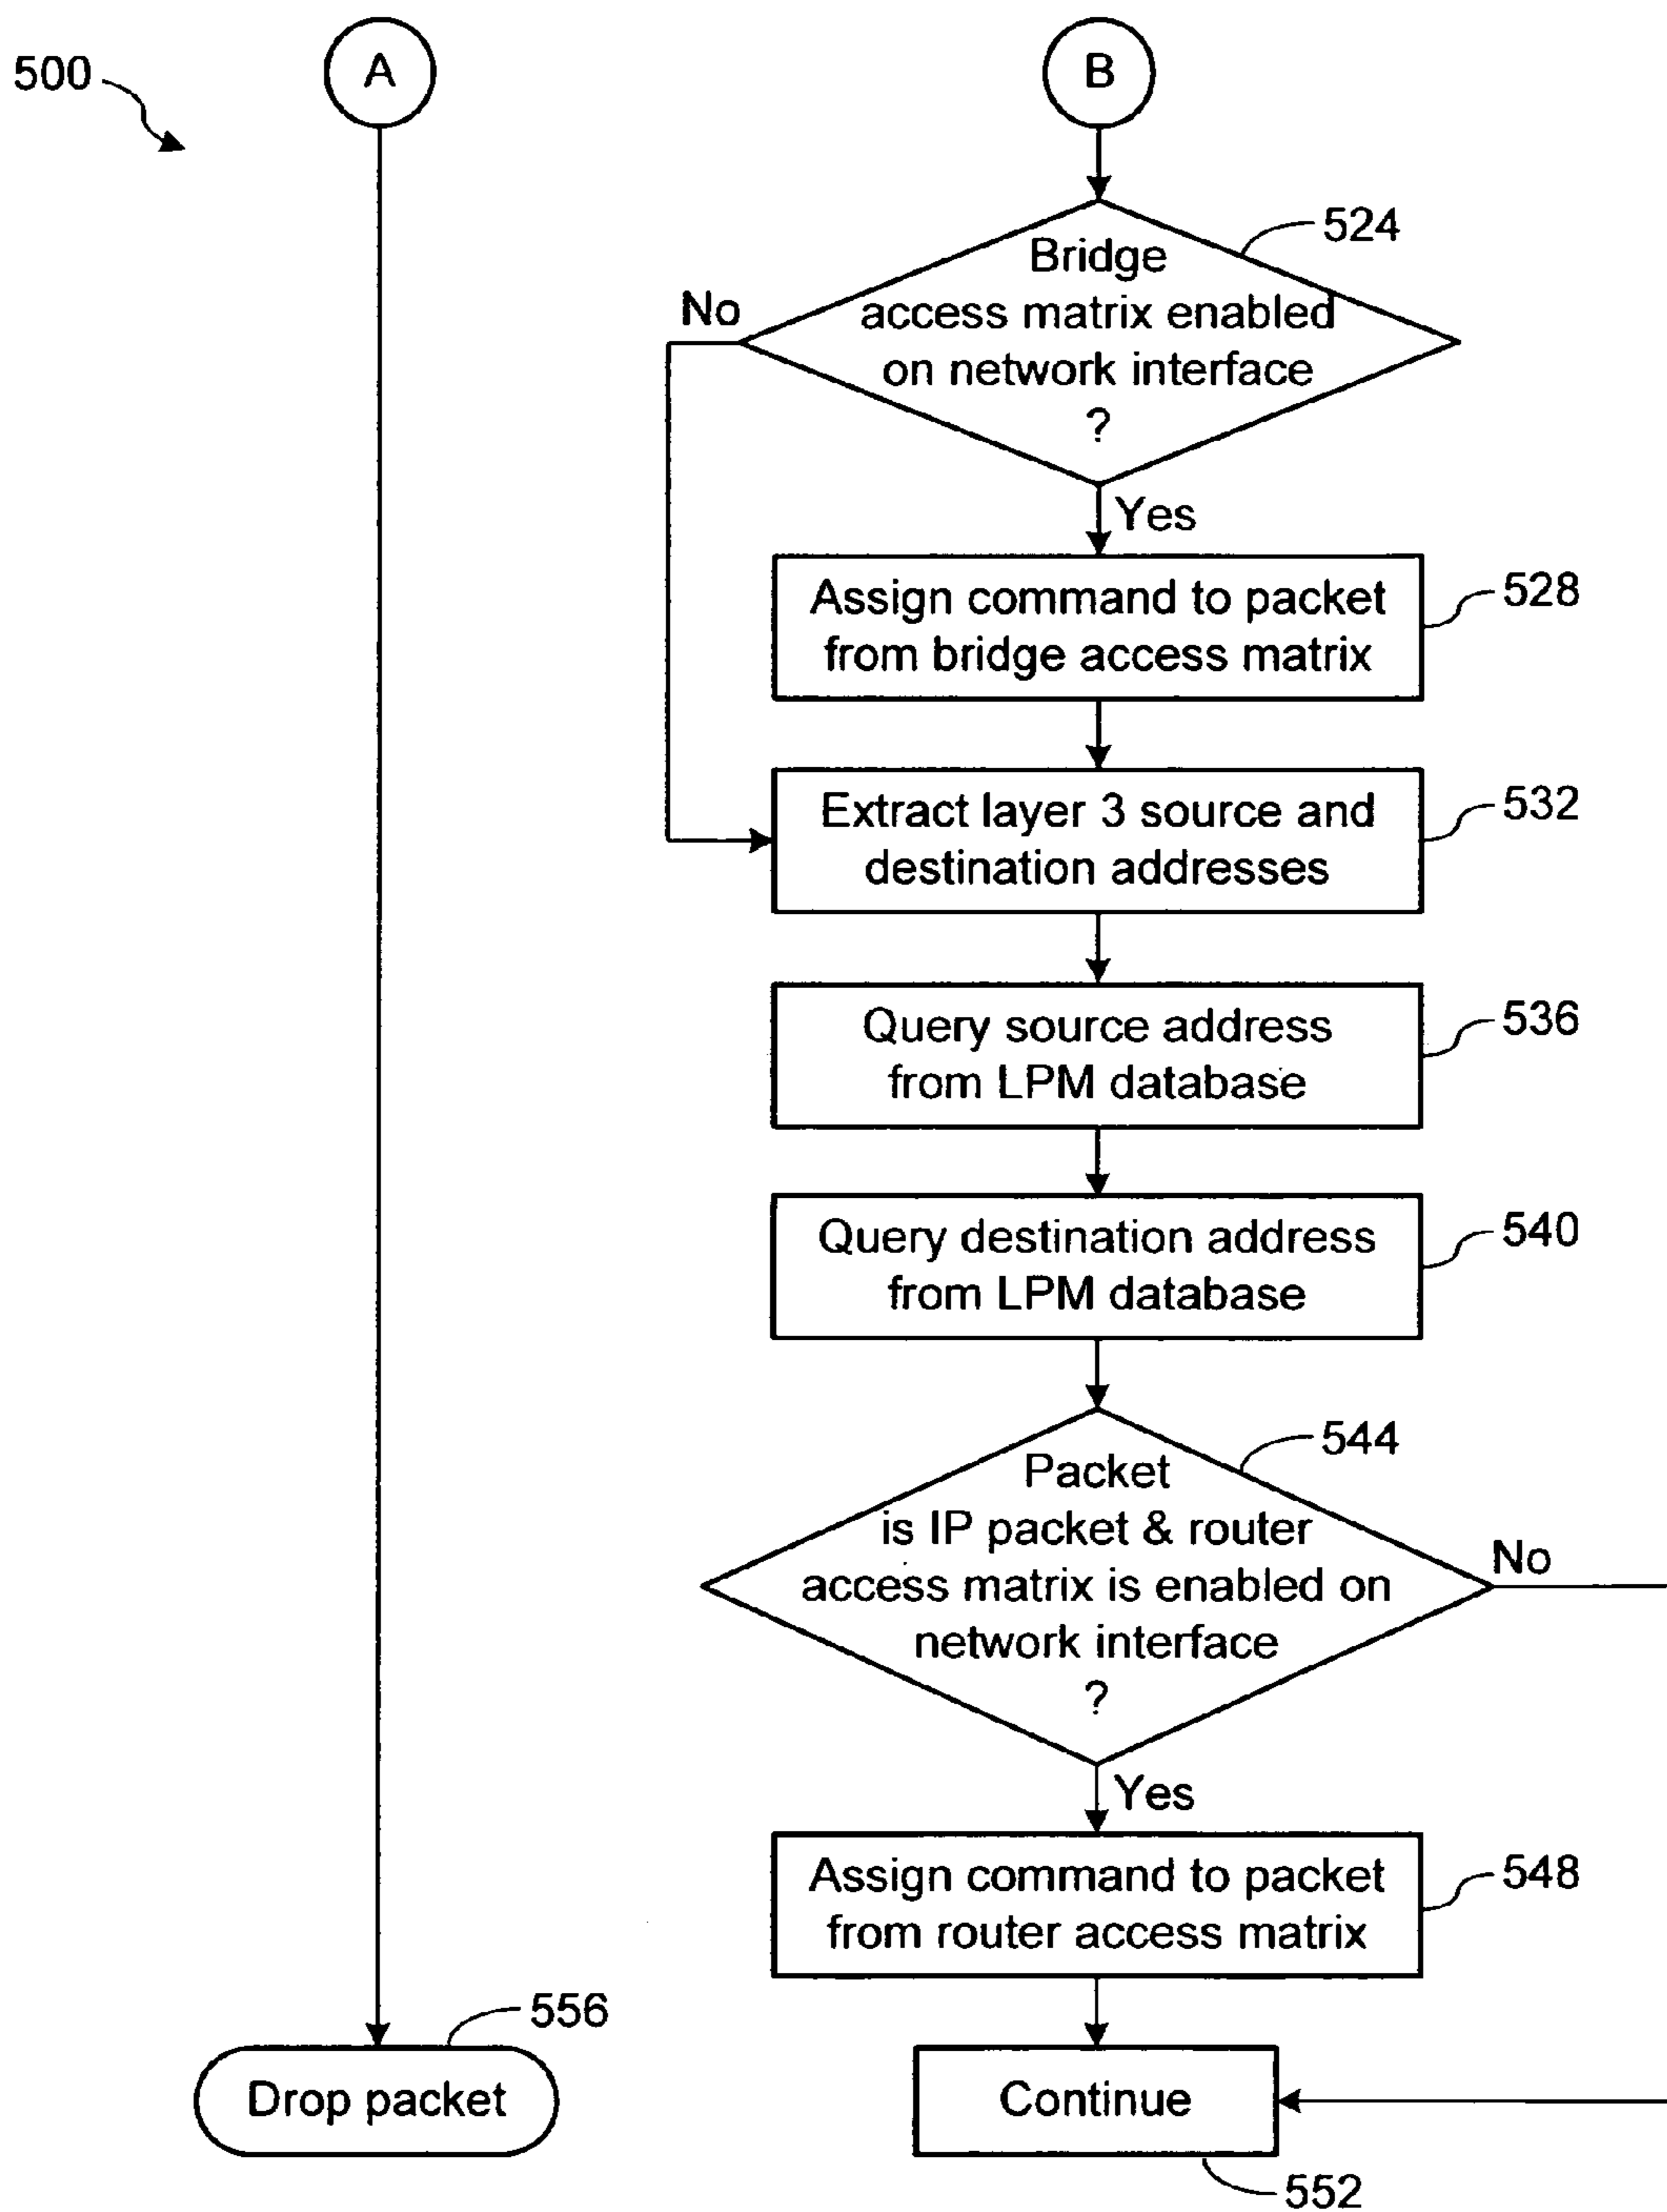 500
A
B
524
Bridge
access matrix enabled
on network interface
?
No
Yes
Assign command to packet
from bridge access matrix
528
Extract layer 3 source and
destination addresses
532
Query source address
from LPM database
536
Query destination address
from LPM database
540
544
Packet
is IP packet & router
access matrix is enabled on
network interface
?
No
Yes
Assign command to packet
from router access matrix
548
556
Drop packet
Continue
552